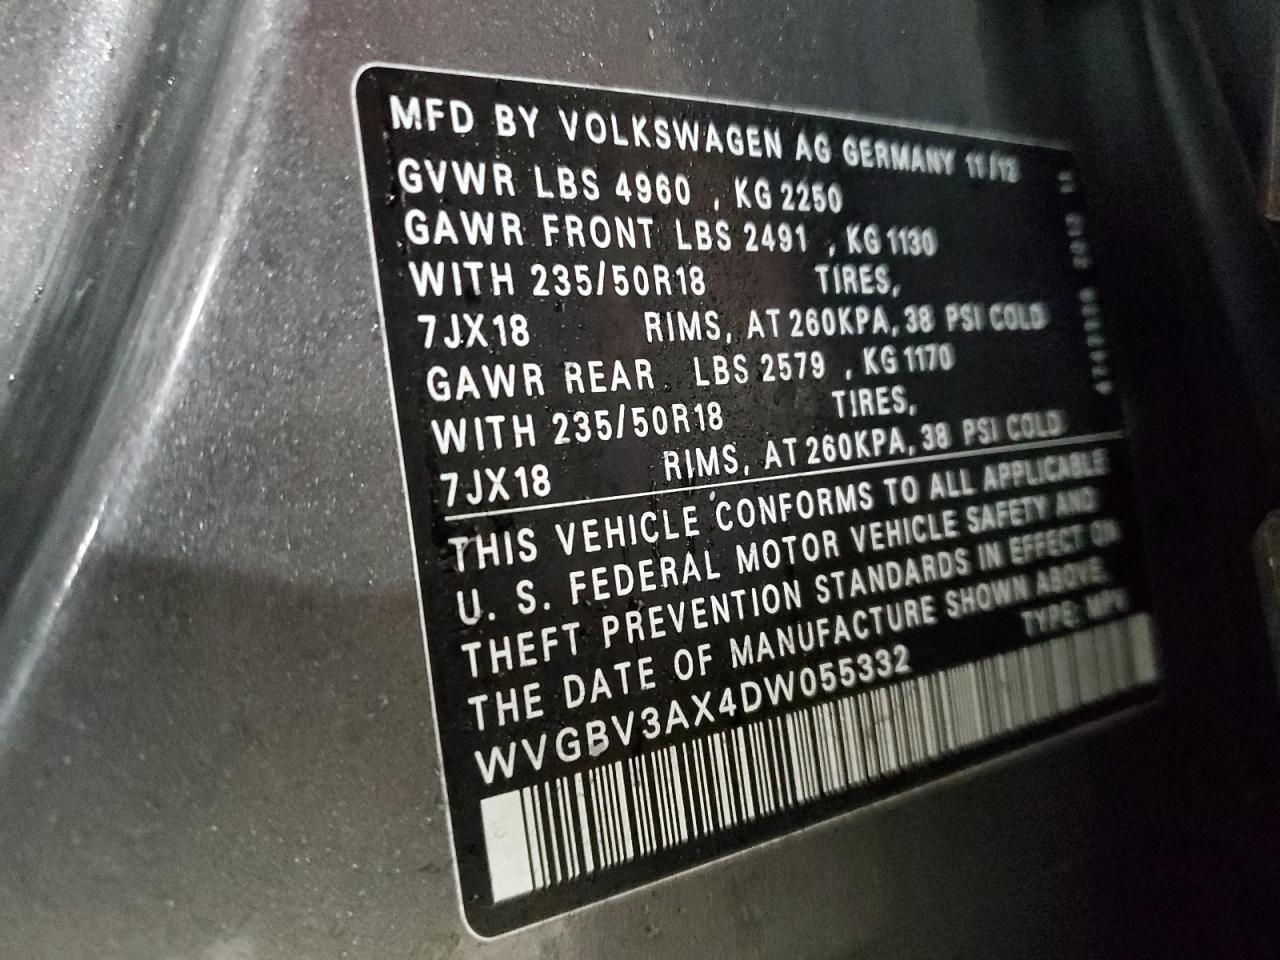 MFD BY VOLKSWAGEN AG GERMANY 11/12
GVWR LBS 4960 , KG 2250
GAWR FRONT LBS 2491 , KG 1130
WITH 235/50R18 TIRES,
7JX18 RIMS, AT 260KPA, 38 PSI COLD
GAWR REAR LBS 2579 , KG 1170
WITH 235/50R18 TIRES,
7JX18 RIMS, AT 260KPA, 38 PSI COLD
THIS VEHICLE CONFORMS TO ALL APPLICABLE
U. S. FEDERAL MOTOR VEHICLE SAFETY AND
THEFT PREVENTION STANDARDS IN EFFECT ON
THE DATE OF MANUFACTURE SHOWN ABOVE.
TYPE: MPV
WVGBV3AX4DW055332